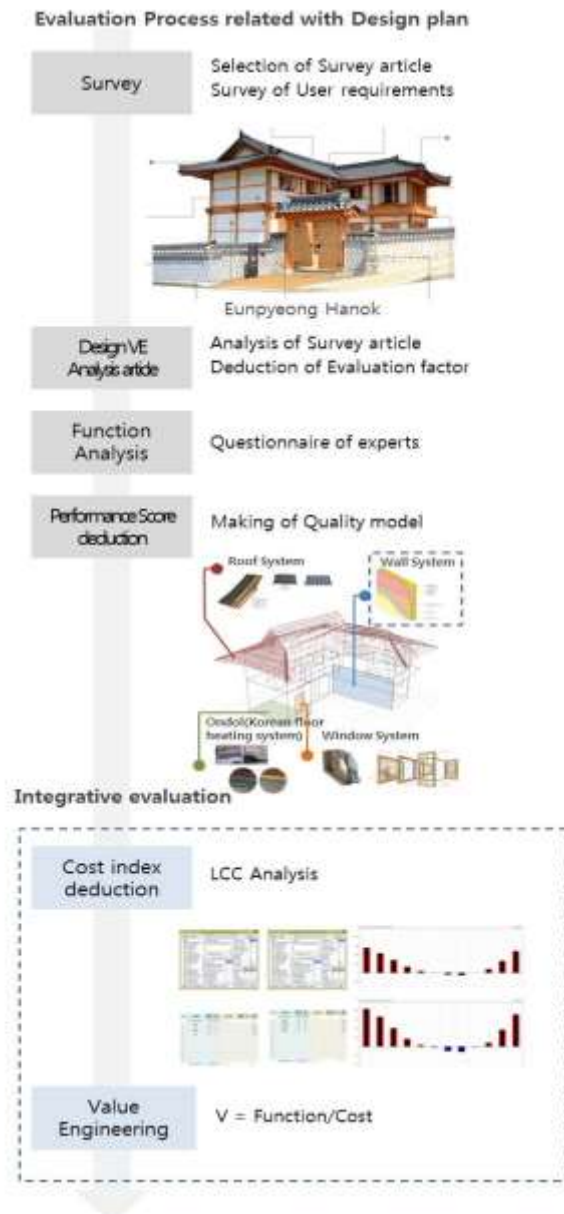 Evaluation Process related with Design plan
Survey
Selection of Survey article
Survey of User requirements
Eunpyeong Hanok
Design VE
Analysis article
Analysis of Survey article
Deduction of Evaluation factor
Function
Analysis
Questionnaire of experts
Performance Score
deduction
Making of Quality model
Roof System
Wall System
Ondol(Korean floor
heating system)
Window System
Integrative evaluation
Cost index
deduction
LCC Analysis
Value
Engineering
V = Function/Cost